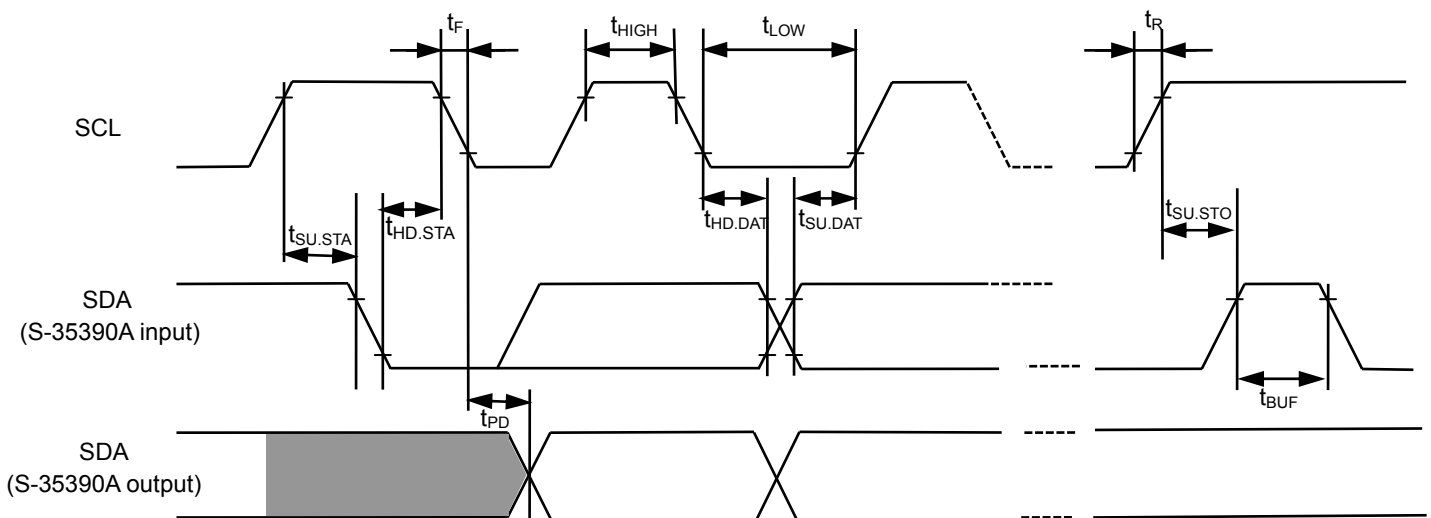 tF
tHIGH
tLOW
tR
SCL
tSU.STA
tHD.STA
tHD.DAT
tSU.DAT
tSU.STO
SDA
(S-35390A input)
tBUF
tPD
SDA
(S-35390A output)